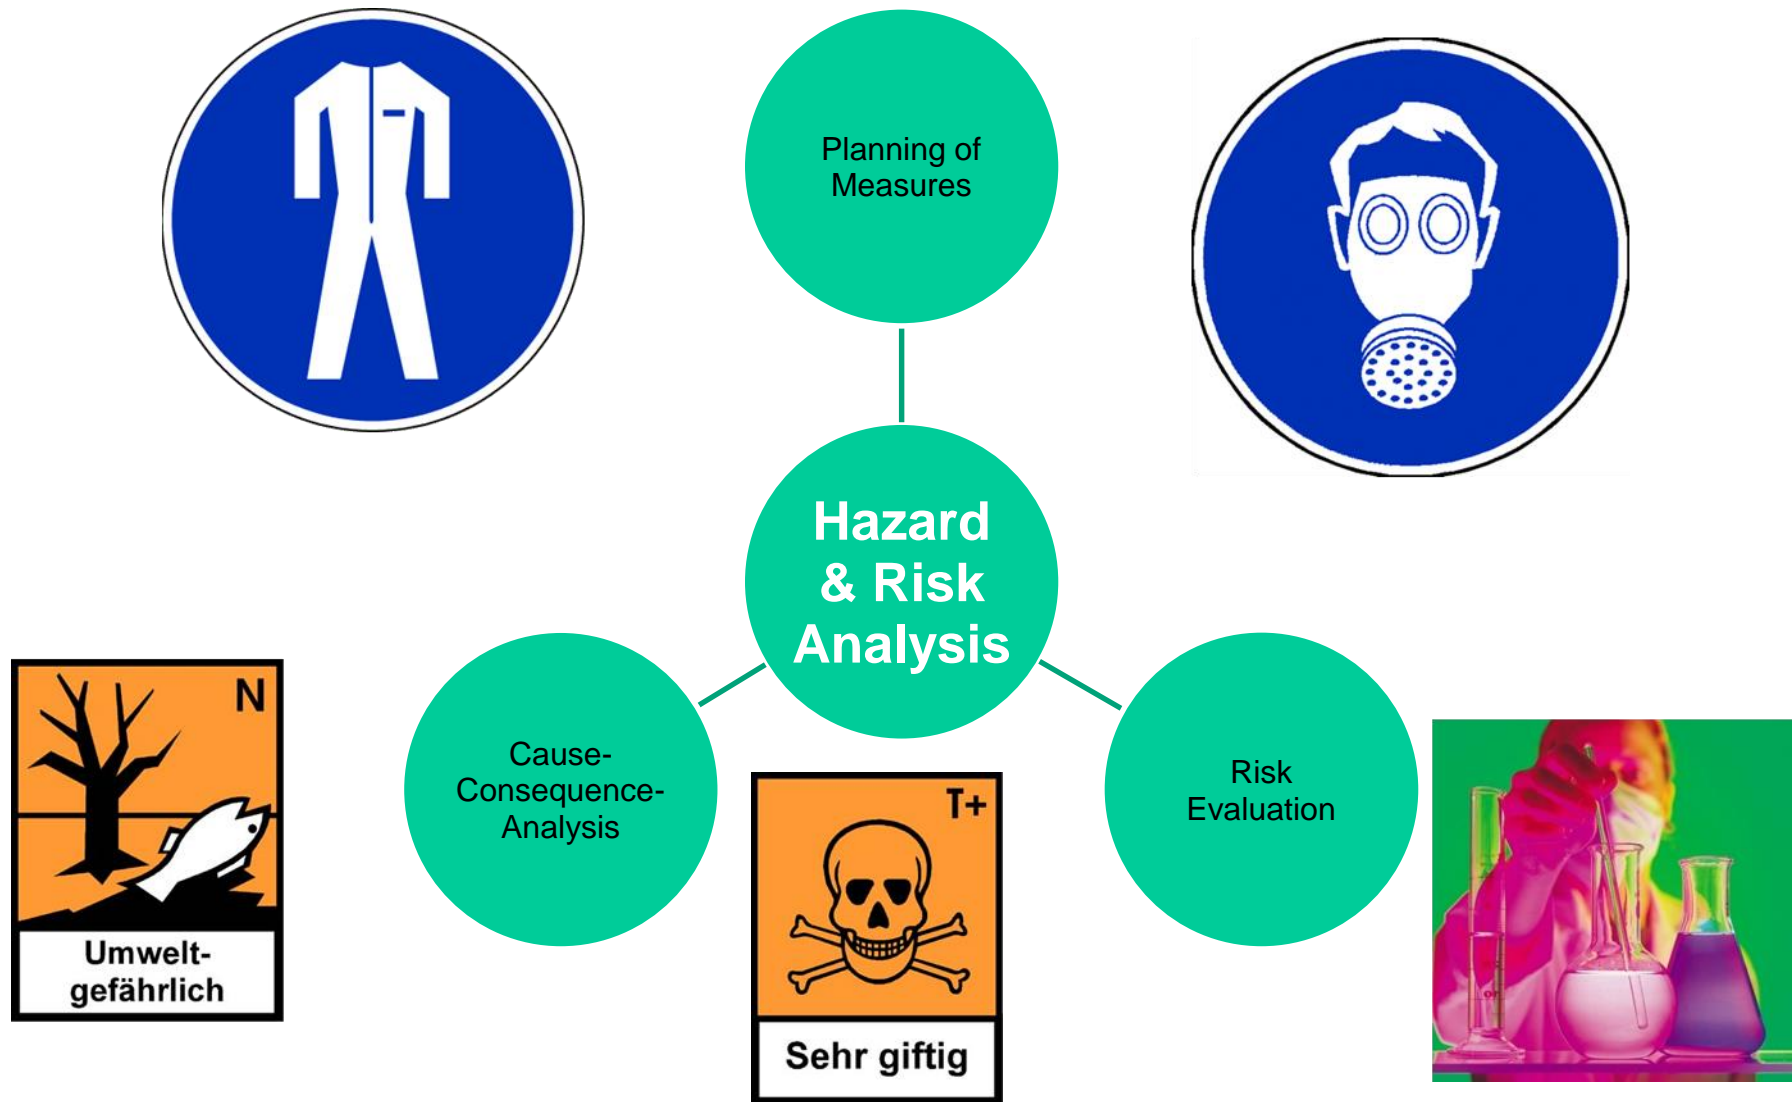 Planning of
Measures
Hazard
& Risk
Analysis
Cause-
Consequence-
Analysis
Risk
Evaluation
N
Umwelt-
gefährlich
T+
Sehr giftig